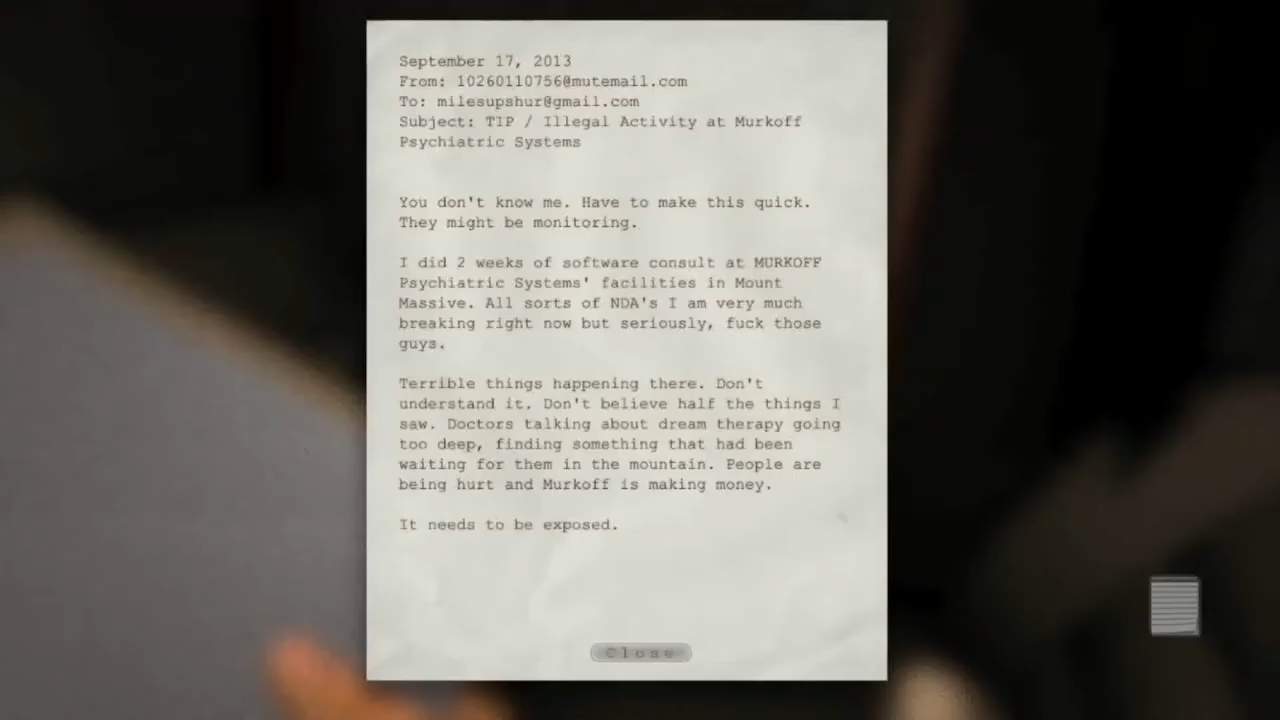 September 17, 2013
From: 10260110756@mutemail.com
To: milesupshur@gmail.com
Subject: TIP / Illegal Activity at Murkoff
Psychiatric Systems
You don't know me. Have to make this quick.
They might be monitoring.
I did 2 weeks of software consult at MURKOFF
Psychiatric Systems' facilities in Mount
Massive. All sorts of NDA's I am very much
breaking right now but seriously, fuck those
guys.
Terrible things happening there. Don't
understand it. Don't believe half the things I
saw. Doctors talking about dream therapy going
too deep, finding something that had been
waiting for them in the mountain. People are
being hurt and Murkoff is making money.
It needs to be exposed.
Close